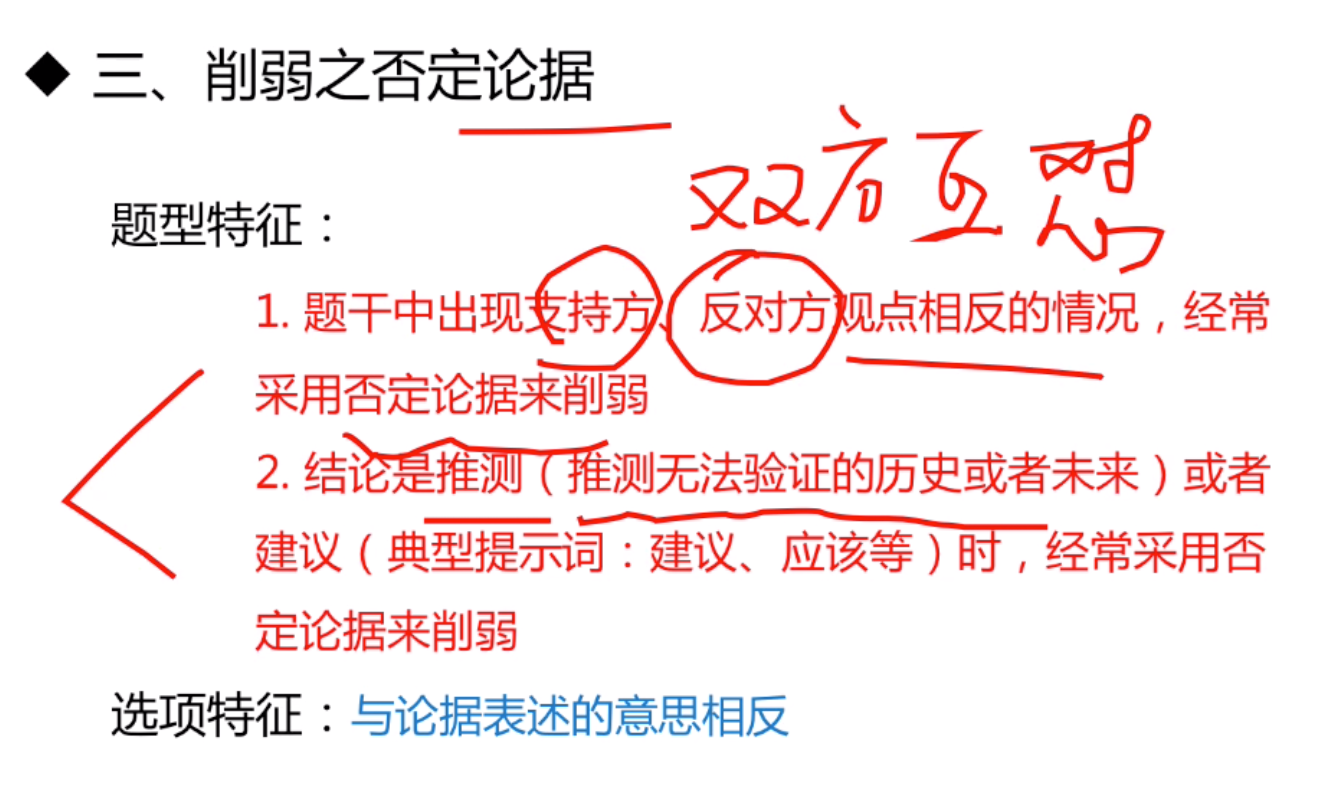 ◆ 三、削弱之否定论据
双方互怼
题型特征：
1. 题干中出现支持方、反对方观点相反的情况，经常
采用否定论据来削弱
2. 结论是推测（推测无法验证的历史或者未来）或者
建议（典型提示词：建议、应该等）时，经常采用否
定论据来削弱
选项特征：与论据表述的意思相反